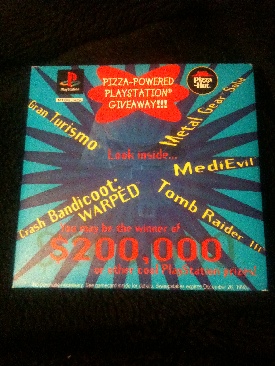 PlayStation
PIZZA-POWERED
PLAYSTATION®
GIVEAWAY!!!
Pizza
Hut
Gran Turismo
Metal Gear Solid
Look inside...
MediEvil
Crash Bandicoot:
WARPED
Tomb Raider III
You may be the winner of
$200,000
or other cool PlayStation prizes!